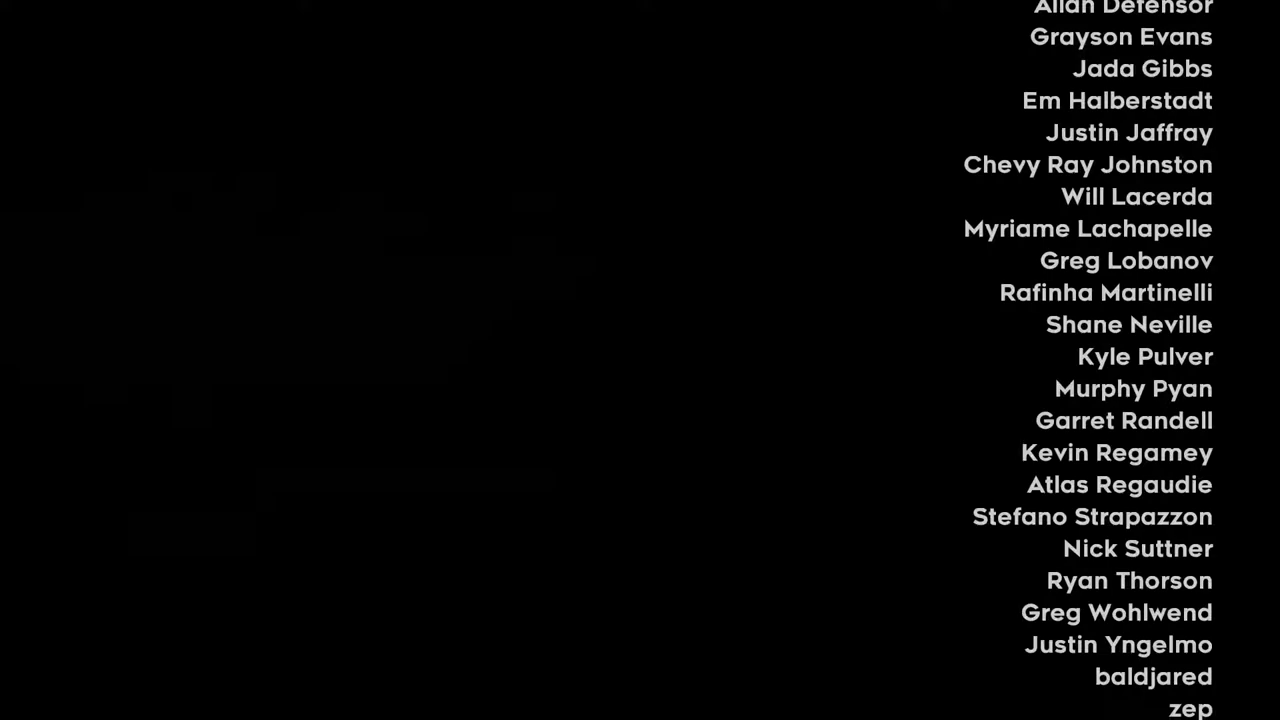 Allan Defensor
Grayson Evans
Jada Gibbs
Em Halberstadt
Justin Jaffray
Chevy Ray Johnston
Will Lacerda
Myriame Lachapelle
Greg Lobanov
Rafinha Martinelli
Shane Neville
Kyle Pulver
Murphy Pyan
Garret Randell
Kevin Regamey
Atlas Regaudie
Stefano Strapazzon
Nick Suttner
Ryan Thorson
Greg Wohlwend
Justin Yngelmo
baldjared
zep